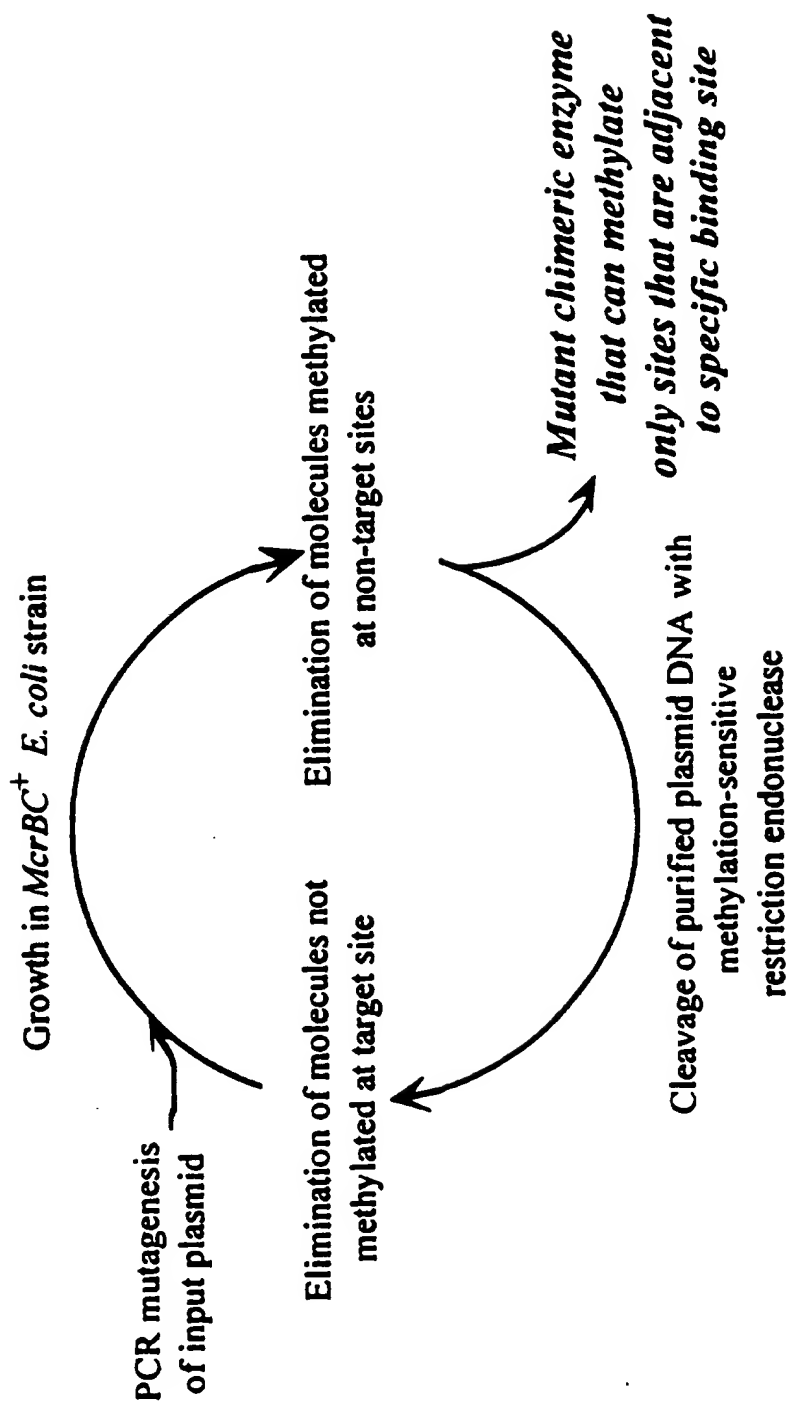 Growth in McrBC⁺ E. coli strain
PCR mutagenesis
of input plasmid
Elimination of molecules not
methylated at target site
Elimination of molecules methylated
at non-target sites
Mutant chimeric enzyme
that can methylate
only sites that are adjacent
to specific binding site
Cleavage of purified plasmid DNA with
methylation-sensitive
restriction endonuclease